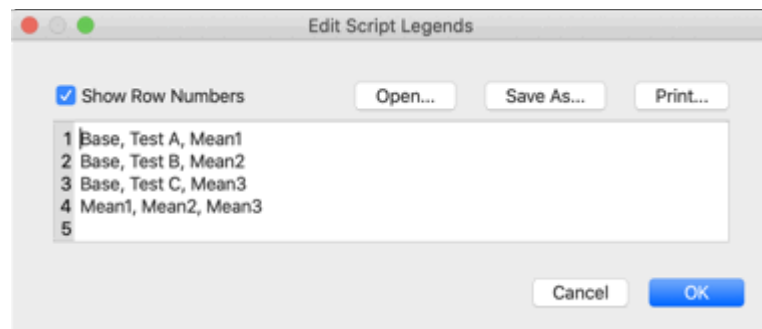 Edit Script Legends
Show Row Numbers
Open...
Save As...
Print...
1 Base, Test A, Mean1
2 Base, Test B, Mean2
3 Base, Test C, Mean3
4 Mean1, Mean2, Mean3
5
Cancel
OK